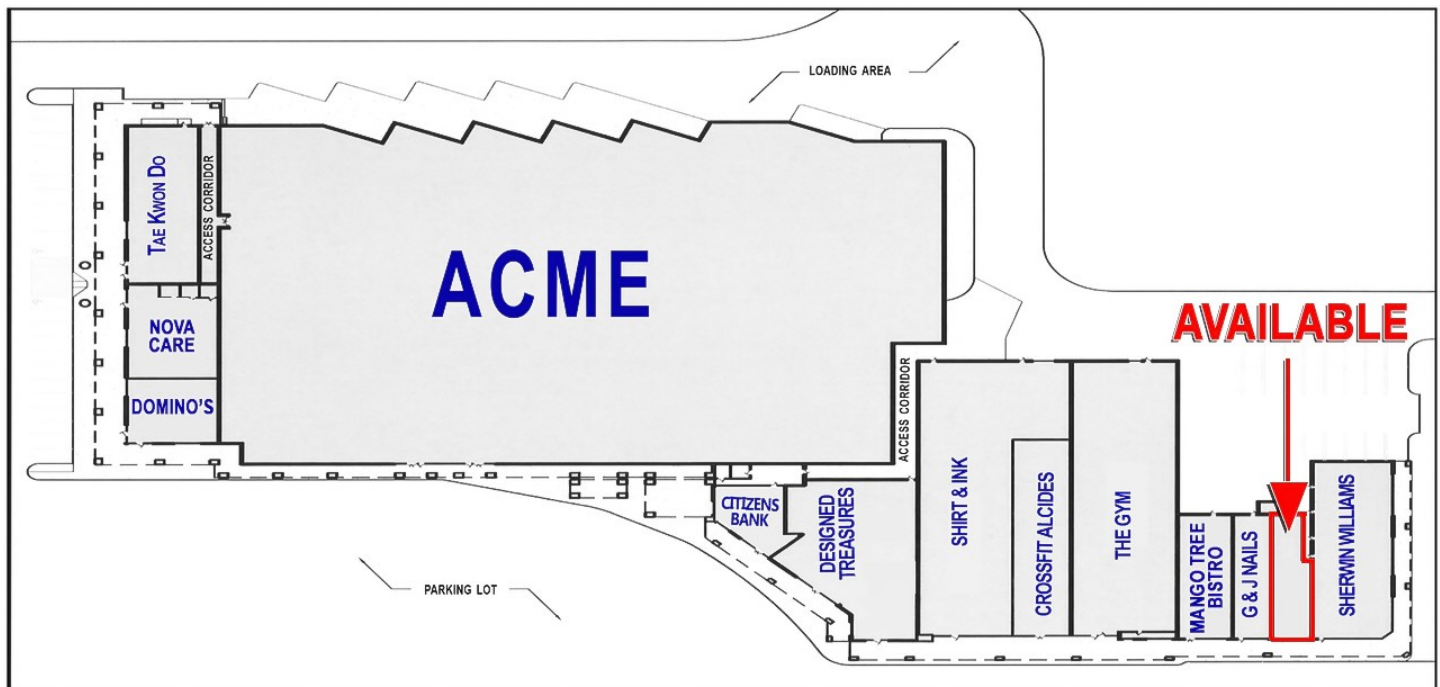 LOADING AREA
TAE KWON DO
ACCESS CORRIDOR
ACME
NOVA
CARE
DOMINO'S
AVAILABLE
ACCESS CORRIDOR
CITIZENS
BANK
DESIGNED
TREASURES
SHIRT & INK
CROSSFIT ALCIDES
THE GYM
MANGO TREE
BISTRO
G & J NAILS
SHERWIN WILLIAMS
PARKING LOT